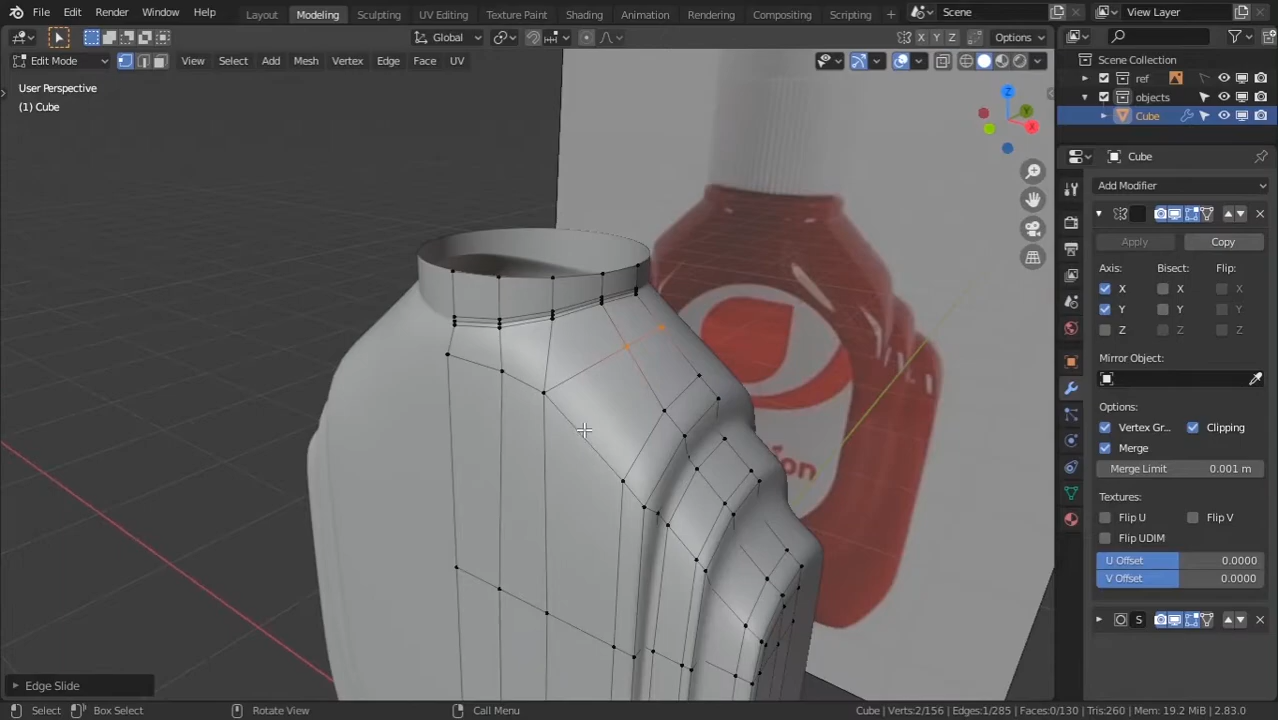 File Edit Render Window Help Layout Modeling Sculpting UV Editing Texture Paint Shading Animation Rendering Compositing Scripting + Scene View Layer
Global X Y Z Options
Edit Mode View Select Add Mesh Vertex Edge Face UV
User Perspective
(1) Cube
Z
Y
X
Scene Collection
ref
objects
Cube
Cube
Add Modifier
Apply Copy
Axis: Bisect: Flip:
X X X
Y Y Y
Z Z Z
Mirror Object:
Options:
Vertex Gr... Clipping
Merge
Merge Limit 0.001 m
Textures:
Flip U Flip V
Flip UDIM
U Offset 0.0000
V Offset 0.0000
S
Edge Slide
Select Box Select Rotate View Call Menu Cube | Verts:2/156 | Edges:1/285 | Faces:0/130 | Tris:260 | Mem: 19.2 MiB | 2.83.0